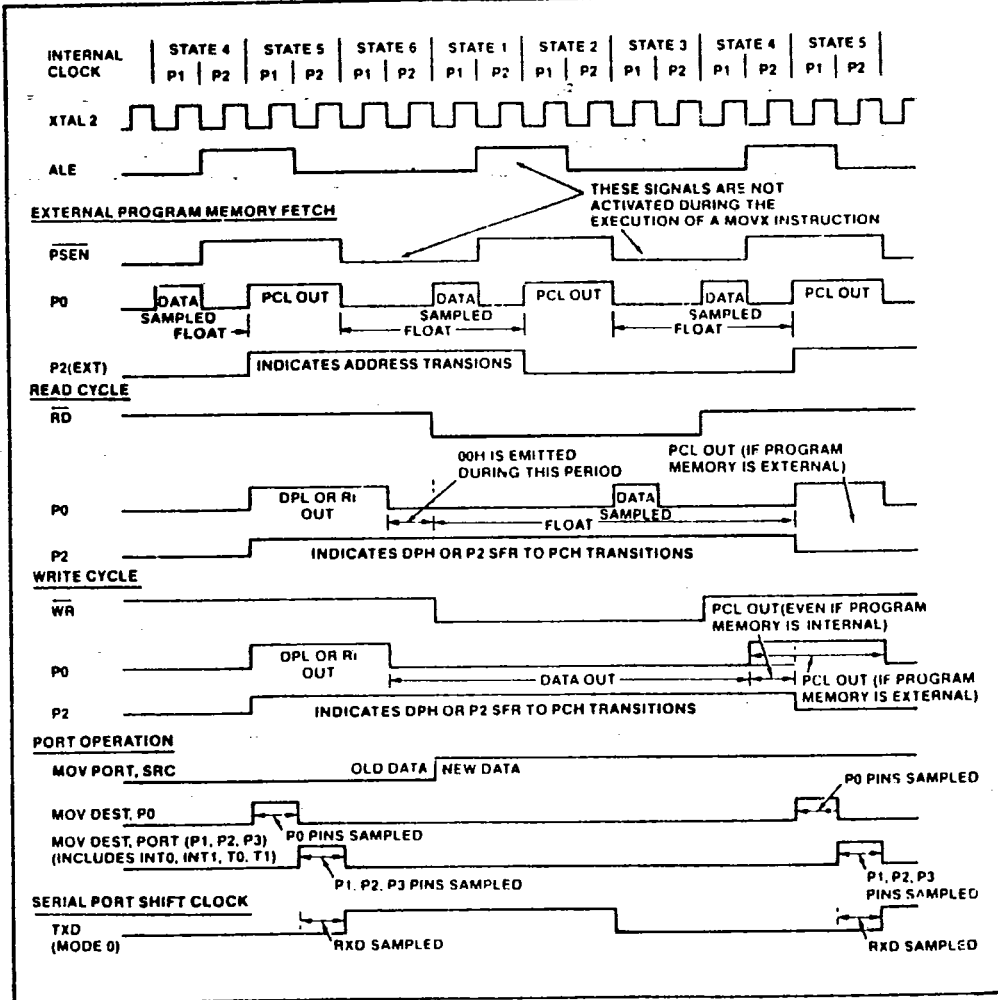 INTERNAL CLOCK
STATE 4 STATE 5 STATE 6 STATE 1 STATE 2 STATE 3 STATE 4 STATE 5
P1 P2 P1 P2 P1 P2 P1 P2 P1 P2 P1 P2 P1 P2 P1 P2
XTAL 2
ALE
THESE SIGNALS ARE NOT
ACTIVATED DURING THE
EXECUTION OF A MOVX INSTRUCTION
EXTERNAL PROGRAM MEMORY FETCH
PSEN
P0 DATA PCL OUT DATA PCL OUT DATA PCL OUT
SAMPLED SAMPLED SAMPLED
FLOAT FLOAT FLOAT
P2(EXT) INDICATES ADDRESS TRANSIONS
READ CYCLE
RD
00H IS EMITTED
DURING THIS PERIOD
PCL OUT (IF PROGRAM
MEMORY IS EXTERNAL)
P0 DPL OR Ri OUT DATA
SAMPLED
FLOAT
P2 INDICATES DPH OR P2 SFR TO PCH TRANSITIONS
WRITE CYCLE
WR
PCL OUT(EVEN IF PROGRAM
MEMORY IS INTERNAL)
P0 DPL OR Ri OUT DATA OUT
PCL OUT (IF PROGRAM
MEMORY IS EXTERNAL)
P2 INDICATES DPH OR P2 SFR TO PCH TRANSITIONS
PORT OPERATION
MOV PORT, SRC OLD DATA NEW DATA
P0 PINS SAMPLED
MOV DEST, P0
P0 PINS SAMPLED
MOV DEST, PORT (P1, P2, P3)
(INCLUDES INT0, INT1, T0, T1)
P1, P2, P3 PINS SAMPLED
P1, P2, P3
PINS SAMPLED
SERIAL PORT SHIFT CLOCK
TXD
(MODE 0)
RXD SAMPLED RXD SAMPLED